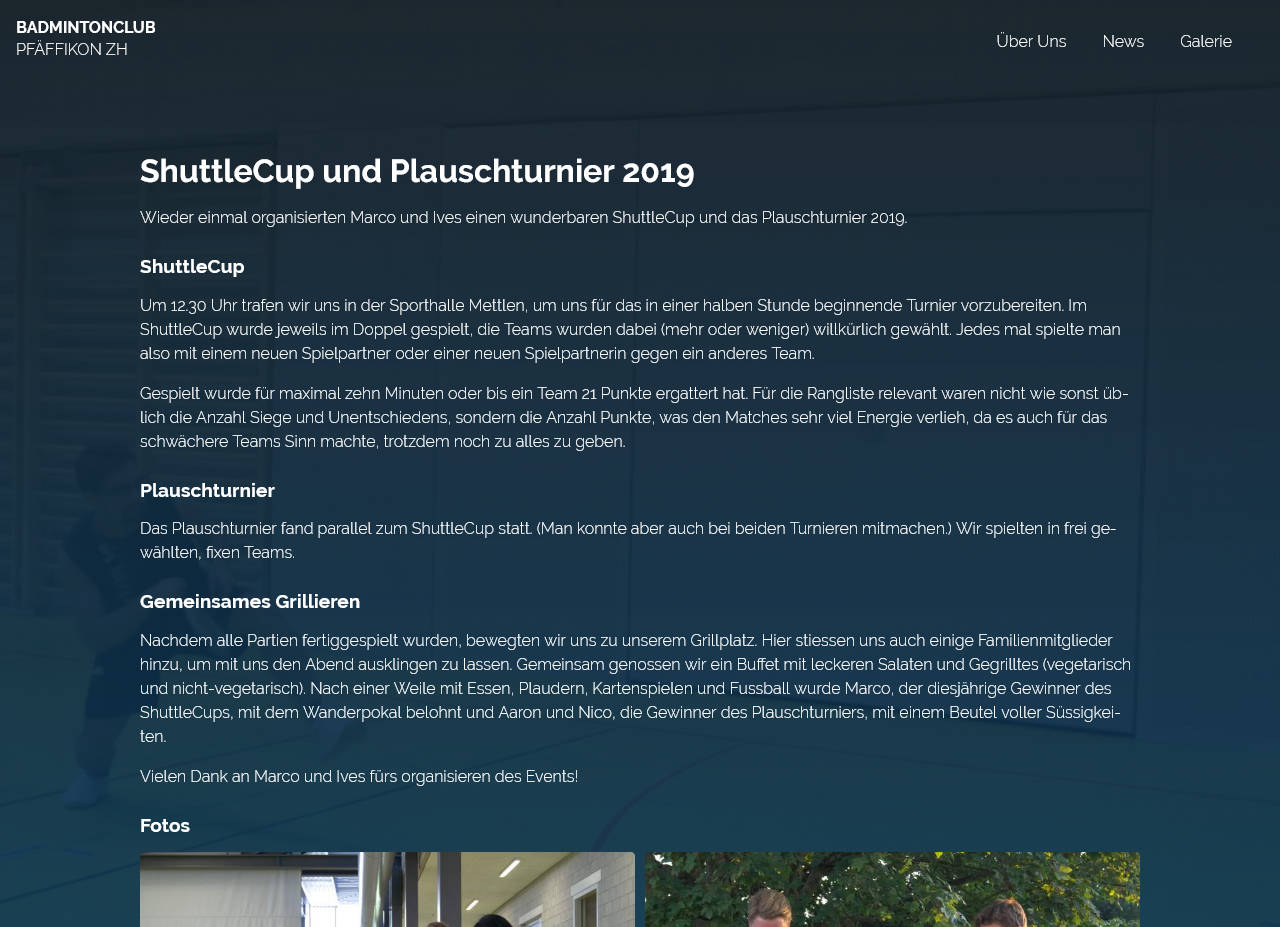 BADMINTONCLUB
PFÄFFIKON ZH
Über Uns
News
Galerie
ShuttleCup und Plauschturnier 2019
Wieder einmal organisierten Marco und Ives einen wunderbaren ShuttleCup und das Plauschturnier 2019.
ShuttleCup
Um 12.30 Uhr trafen wir uns in der Sporthalle Mettlen, um uns für das in einer halben Stunde beginnende Turnier vorzubereiten. Im
ShuttleCup wurde jeweils im Doppel gespielt, die Teams wurden dabei (mehr oder weniger) willkürlich gewählt. Jedes mal spielte man
also mit einem neuen Spielpartner oder einer neuen Spielpartnerin gegen ein anderes Team.
Gespielt wurde für maximal zehn Minuten oder bis ein Team 21 Punkte ergattert hat. Für die Rangliste relevant waren nicht wie sonst üb-
lich die Anzahl Siege und Unentschiedens, sondern die Anzahl Punkte, was den Matches sehr viel Energie verlieh, da es auch für das
schwächere Teams Sinn machte, trotzdem noch zu alles zu geben.
Plauschturnier
Das Plauschturnier fand parallel zum ShuttleCup statt. (Man konnte aber auch bei beiden Turnieren mitmachen.) Wir spielten in frei ge-
wählten, fixen Teams.
Gemeinsames Grillieren
Nachdem alle Partien fertiggespielt wurden, bewegten wir uns zu unserem Grillplatz. Hier stiessen uns auch einige Familienmitglieder
hinzu, um mit uns den Abend ausklingen zu lassen. Gemeinsam genossen wir ein Buffet mit leckeren Salaten und Gegrilltes (vegetarisch
und nicht-vegetarisch). Nach einer Weile mit Essen, Plaudern, Kartenspielen und Fussball wurde Marco, der diesjährige Gewinner des
ShuttleCups, mit dem Wanderpokal belohnt und Aaron und Nico, die Gewinner des Plauschturniers, mit einem Beutel voller Süssigkei-
ten.
Vielen Dank an Marco und Ives fürs organisieren des Events!
Fotos